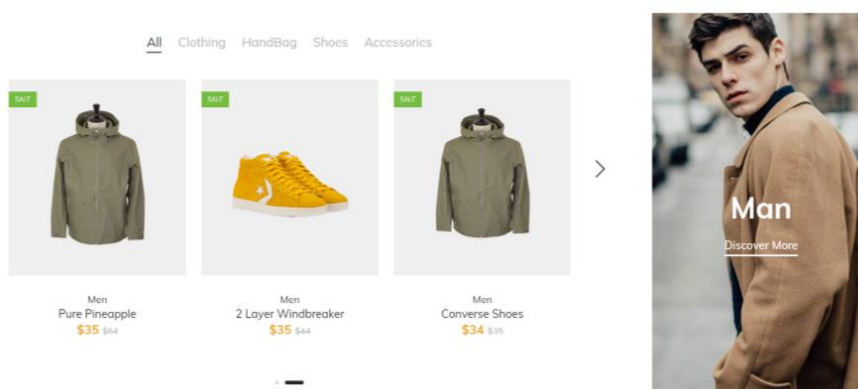 All Clothing HandBag Shoes Accessories
SALE
SALE
SALE
Men
Pure Pineapple
$35 $64
Men
2 Layer Windbreaker
$35 $44
Men
Converse Shoes
$34 $35
Man
Discover More